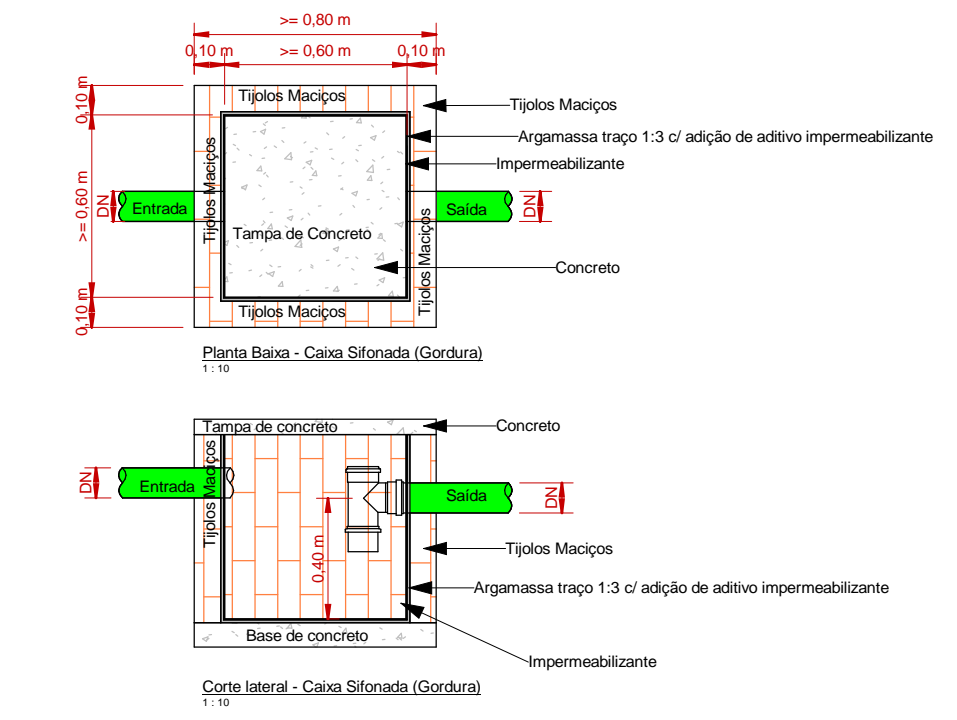 >= 0,80 m
0,10 m
>= 0,60 m
0,10 m
0,10 m
Tijolos Maciços
Tijolos Maciços
Argamassa traço 1:3 c/ adição de aditivo impermeabilizante
Impermeabilizante
Tijolos Maciços
>= 0,60 m
DN
Entrada
Saída
DN
Tampa de Concreto
Tijolos Maciços
Concreto
0,10 m
Tijolos Maciços
Planta Baixa - Caixa Sifonada (Gordura)
1 : 10
Tampa de concreto
Concreto
Tijolos Maciços
DN
Entrada
Saída
DN
0,40 m
Tijolos Maciços
Argamassa traço 1:3 c/ adição de aditivo impermeabilizante
Base de concreto
Impermeabilizante
Corte lateral - Caixa Sifonada (Gordura)
1 : 10